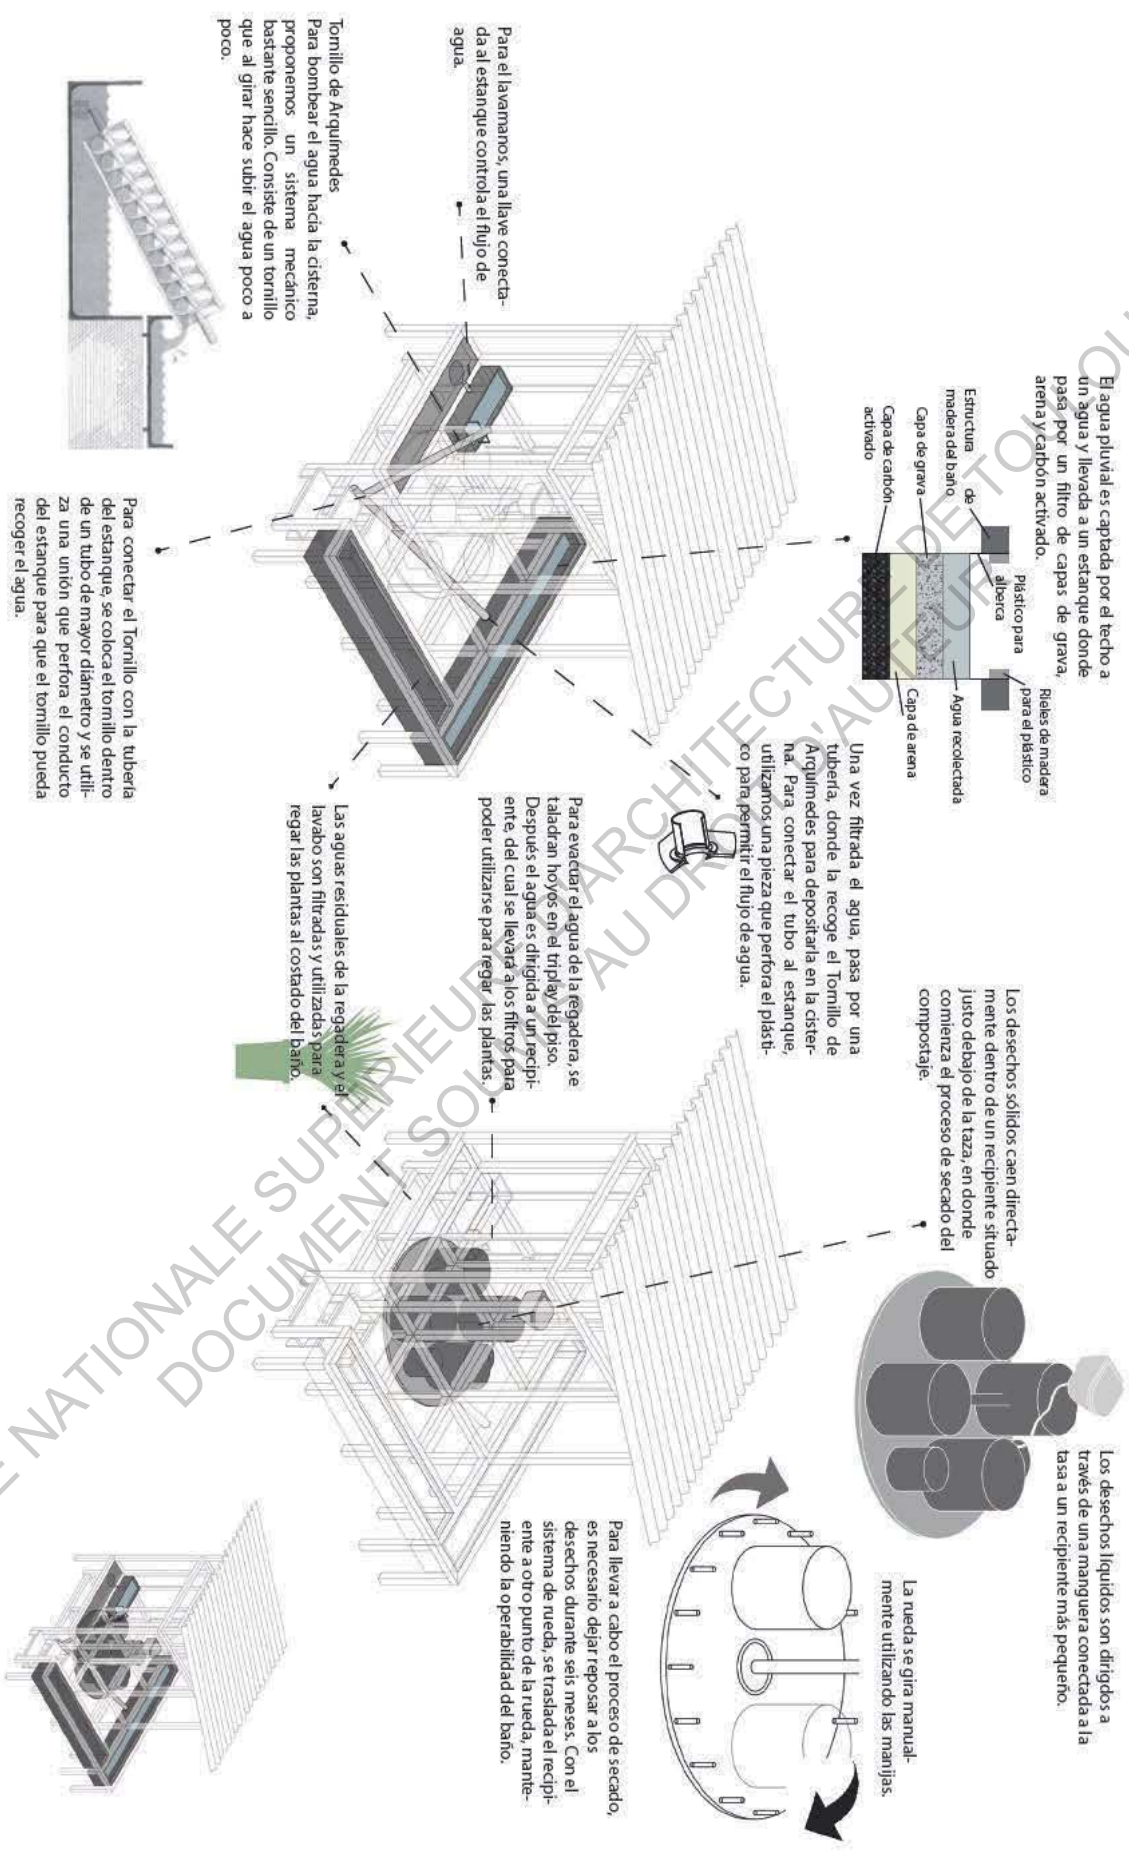 El agua pluvial es captada por el techo a
un agua y llevada a un estanque donde
pasa por un filtro de capas de grava,
arena y carbón activado.
Estructura de
madera del baño
Capa de grava
Capa de carbón
activado
Plástico para
alberca
Rieles de madera
para el plástico
Agua recolectada
Capa de arena
Para el lavamanos, una llave conecta-
da al estanque controla el flujo de
agua.
Tornillo de Arquímedes
Para bombear el agua hacia la cisterna,
proponemos un sistema mecánico
bastante sencillo. Consiste de un tornillo
que al girar hace subir el agua poco a
poco.
Para conectar el Tornillo con la tubería
del estanque, se coloca el tornillo dentro
de un tubo de mayor diámetro y se utili-
za una unión que perfora el conducto
del estanque para que el tornillo pueda
recoger el agua.
Una vez filtrada el agua, pasa por una
tubería, donde la recoge el Tornillo de
Arquímedes para depositarla en la cister-
na. Para conectar el tubo al estanque,
utilizamos una pieza que perfora el plásti-
co para permitir el flujo de agua.
Para evacuar el agua de la regadera, se
taladran hoyos en el triplay del piso.
Después el agua es dirigida a un recipi-
ente, del cual se llevará a los filtros para
poder utilizarse para regar las plantas.
Las aguas residuales de la regadera y el
lavabo son filtradas y utilizadas para
regar las plantas al costado del baño.
Los desechos sólidos caen directa-
mente dentro de un recipiente situado
justo debajo de la taza, en donde
comienza el proceso de secado del
compostaje.
Los desechos líquidos son dirigdos a
través de una manguera conectada a la
tasa a un recipiente más pequeño.
La rueda se gira manual-
mente utilizando las manijas.
Para llevar a cabo el proceso de secado,
es necesario dejar reposar a los
desechos durante seis meses. Con el
sistema de rueda, se traslada el recipi-
ente a otro punto de la rueda, mante-
niendo la operabilidad del baño.
NATIONALE SUPERIEURE D'ARCHITECTURE DE TOULOU
DOCUMENT SOUMIS AU DROIT D'AUTEUR